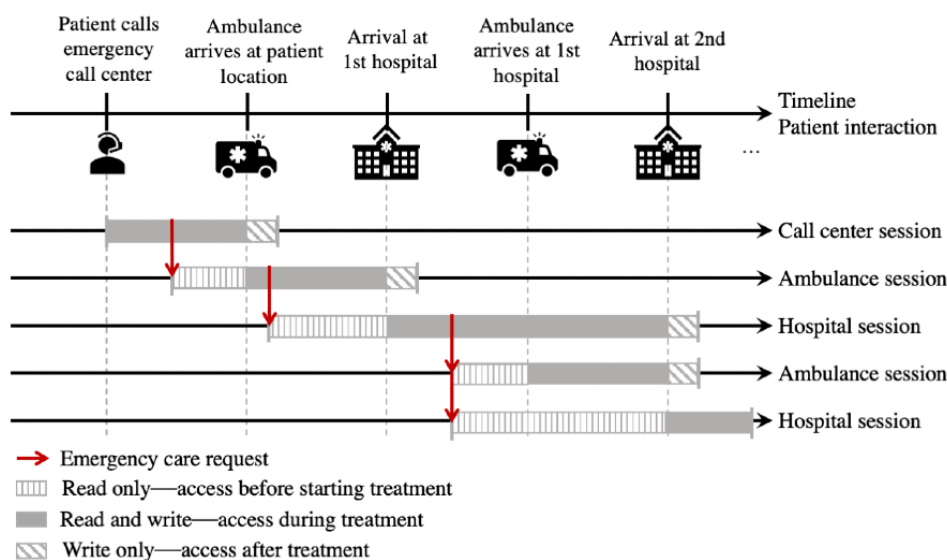 Patient calls
emergency
call center
Ambulance
arrives at patient
location
Arrival at
1st hospital
Ambulance
arrives at 1st
hospital
Arrival at 2nd
hospital
Timeline
Patient interaction
...
Call center session
Ambulance session
Hospital session
Ambulance session
Hospital session
Emergency care request
Read only—access before starting treatment
Read and write—access during treatment
Write only—access after treatment